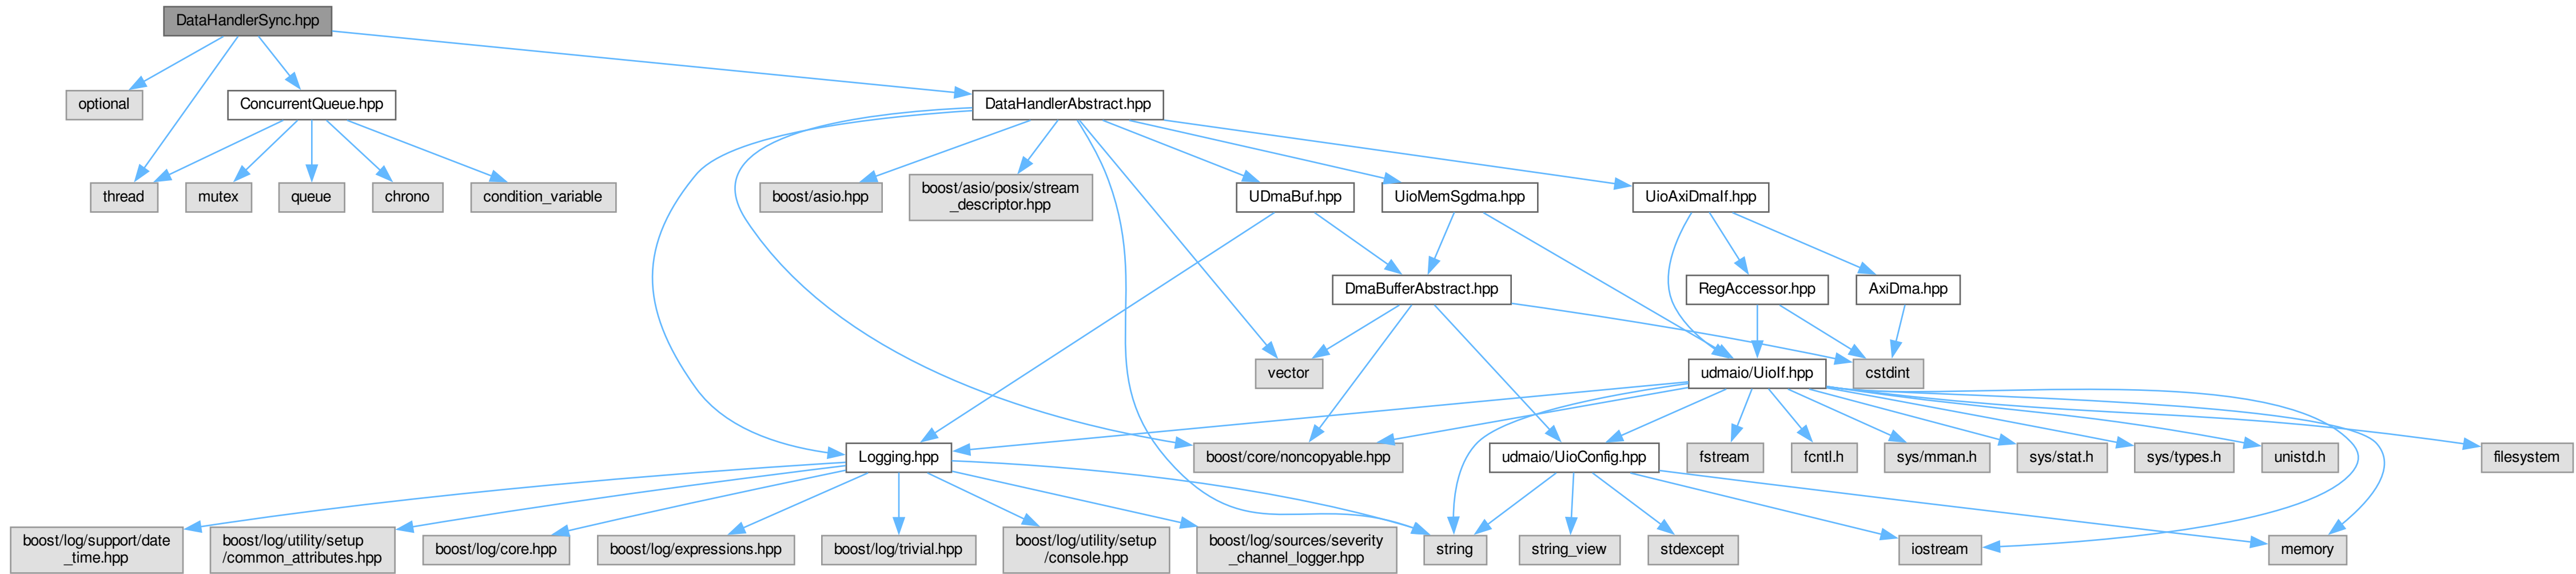 DataHandlerSync.hpp
optional
ConcurrentQueue.hpp
DataHandlerAbstract.hpp
thread
mutex
queue
chrono
condition_variable
boost/asio.hpp
boost/asio/posix/stream
_descriptor.hpp
UDmaBuf.hpp
UioMemSgdma.hpp
UioAxiDmaIf.hpp
DmaBufferAbstract.hpp
RegAccessor.hpp
AxiDma.hpp
vector
udmaio/UioIf.hpp
cstdint
Logging.hpp
boost/core/noncopyable.hpp
udmaio/UioConfig.hpp
fstream
fcntl.h
sys/mman.h
sys/stat.h
sys/types.h
unistd.h
filesystem
boost/log/support/date
_time.hpp
boost/log/utility/setup
/common_attributes.hpp
boost/log/core.hpp
boost/log/expressions.hpp
boost/log/trivial.hpp
boost/log/utility/setup
/console.hpp
boost/log/sources/severity
_channel_logger.hpp
string
string_view
stdexcept
iostream
memory